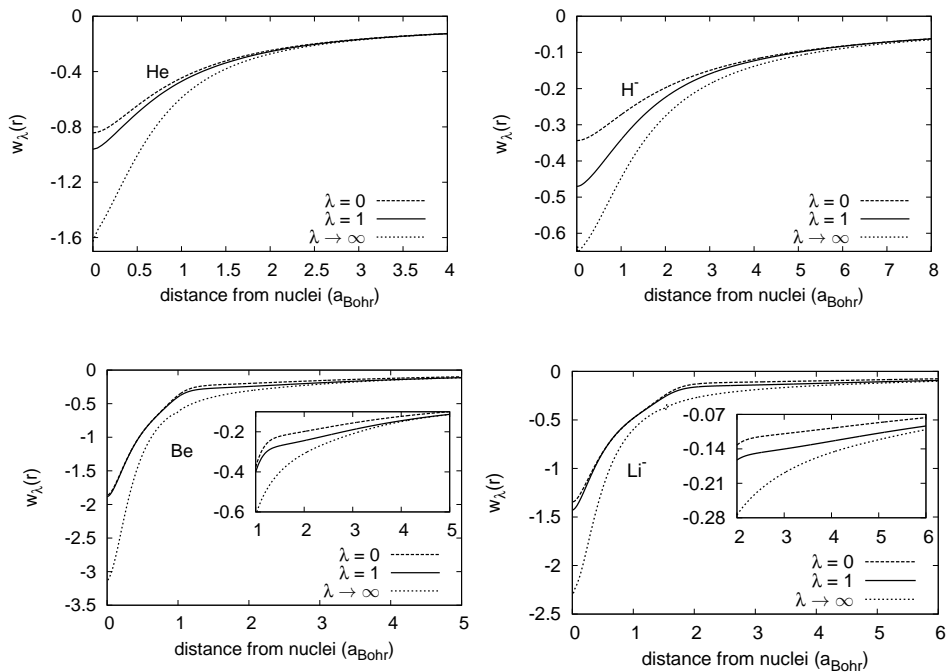 0
-0.4
-0.8
-1.2
-1.6
w_λ(r)
He
λ = 0
λ = 1
λ → ∞
0 0.5 1 1.5 2 2.5 3 3.5 4
distance from nuclei (a_Bohr)
0
-0.1
-0.2
-0.3
-0.4
-0.5
-0.6
w_λ(r)
H⁻
λ = 0
λ = 1
λ → ∞
0 1 2 3 4 5 6 7 8
distance from nuclei (a_Bohr)
0
-0.5
-1
-1.5
-2
-2.5
-3
-3.5
w_λ(r)
Be
-0.2
-0.4
-0.6
1 2 3 4 5
λ = 0
λ = 1
λ → ∞
0 1 2 3 4 5
distance from nuclei (a_Bohr)
0
-0.5
-1
-1.5
-2
-2.5
w_λ(r)
Li⁻
-0.07
-0.14
-0.21
-0.28
2 3 4 5 6
λ = 0
λ = 1
λ → ∞
0 1 2 3 4 5 6
distance from nuclei (a_Bohr)